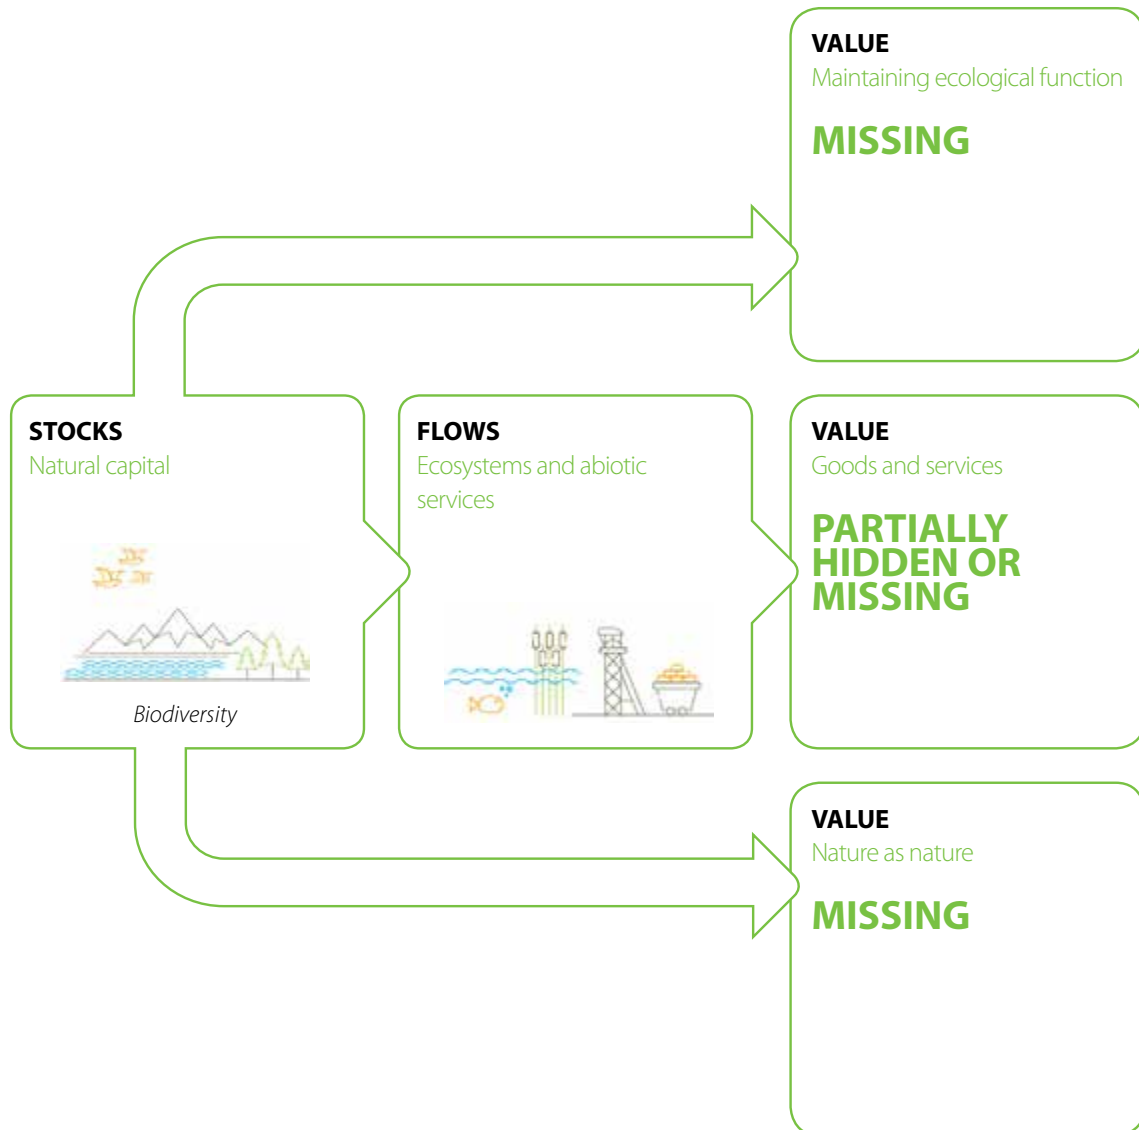 VALUE
Maintaining ecological function
MISSING
STOCKS
Natural capital
Biodiversity
FLOWS
Ecosystems and abiotic
services
VALUE
Goods and services
PARTIALLY
HIDDEN OR
MISSING
VALUE
Nature as nature
MISSING